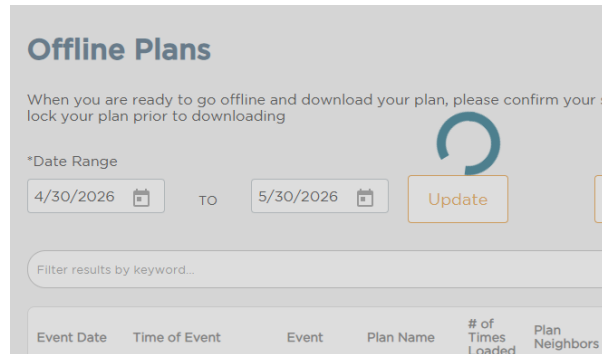 Offline Plans
When you are ready to go offline and download your plan, please confirm your
lock your plan prior to downloading
*Date Range
4/30/2026 TO 5/30/2026 Update
Filter results by keyword...
Event Date Time of Event Event Plan Name # of Times Loaded Plan Neighbors